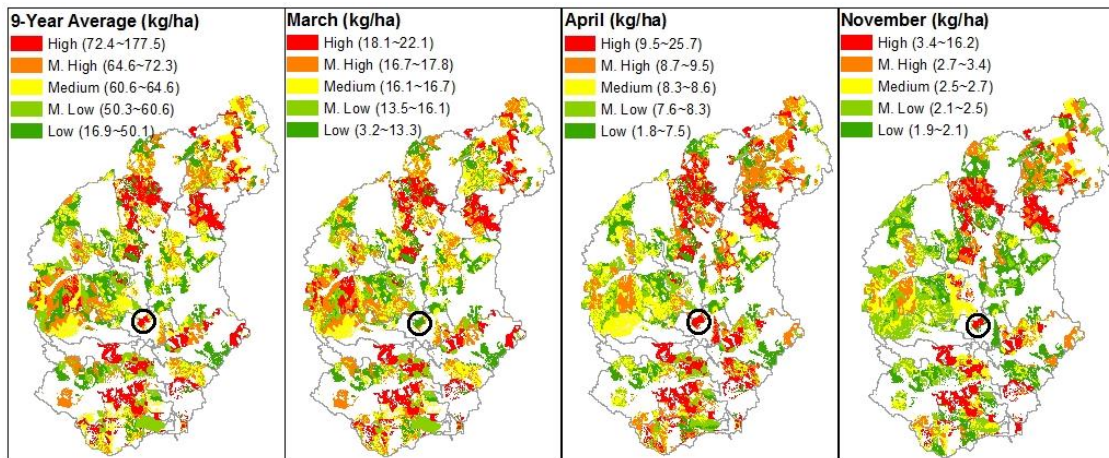 9-Year Average (kg/ha)
High (72.4~177.5)
M. High (64.6~72.3)
Medium (60.6~64.6)
M. Low (50.3~60.6)
Low (16.9~50.1)
March (kg/ha)
High (18.1~22.1)
M. High (16.7~17.8)
Medium (16.1~16.7)
M. Low (13.5~16.1)
Low (3.2~13.3)
April (kg/ha)
High (9.5~25.7)
M. High (8.7~9.5)
Medium (8.3~8.6)
M. Low (7.6~8.3)
Low (1.8~7.5)
November (kg/ha)
High (3.4~16.2)
M. High (2.7~3.4)
Medium (2.5~2.7)
M. Low (2.1~2.5)
Low (1.9~2.1)